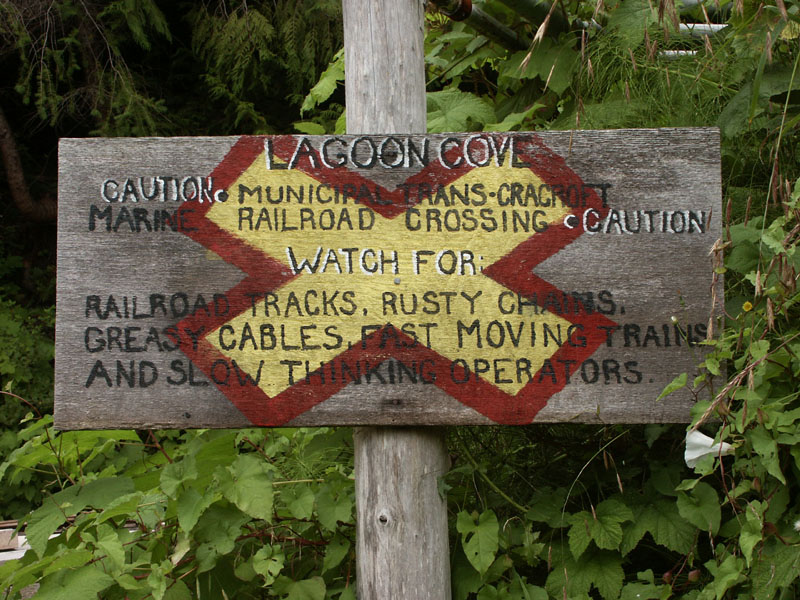 LAGOON COVE
CAUTION • MUNICIPAL TRANS-CRACROFT
MARINE RAILROAD CROSSING • CAUTION!
WATCH FOR:
RAILROAD TRACKS, RUSTY CHAINS,
GREASY CABLES, FAST MOVING TRAINS
AND SLOW THINKING OPERATORS.